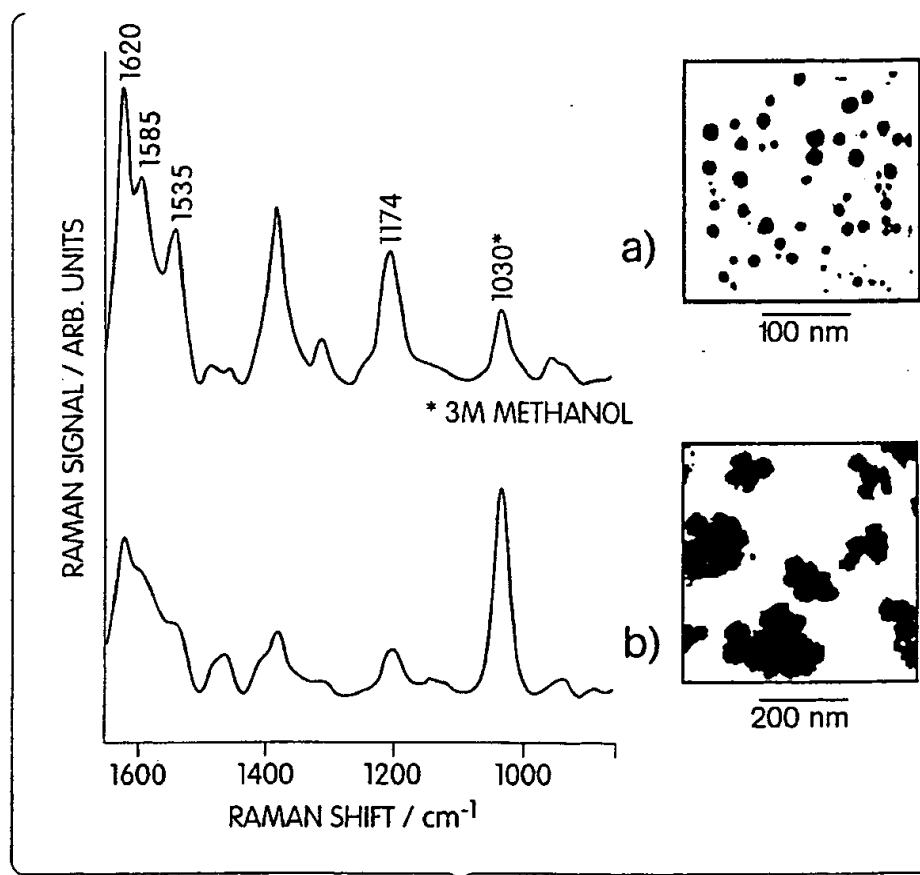 1620
1585
1535
1174
1030*
* 3M METHANOL
RAMAN SIGNAL / ARB. UNITS
1600
1400
1200
1000
RAMAN SHIFT / cm⁻¹
a)
100 nm
b)
200 nm